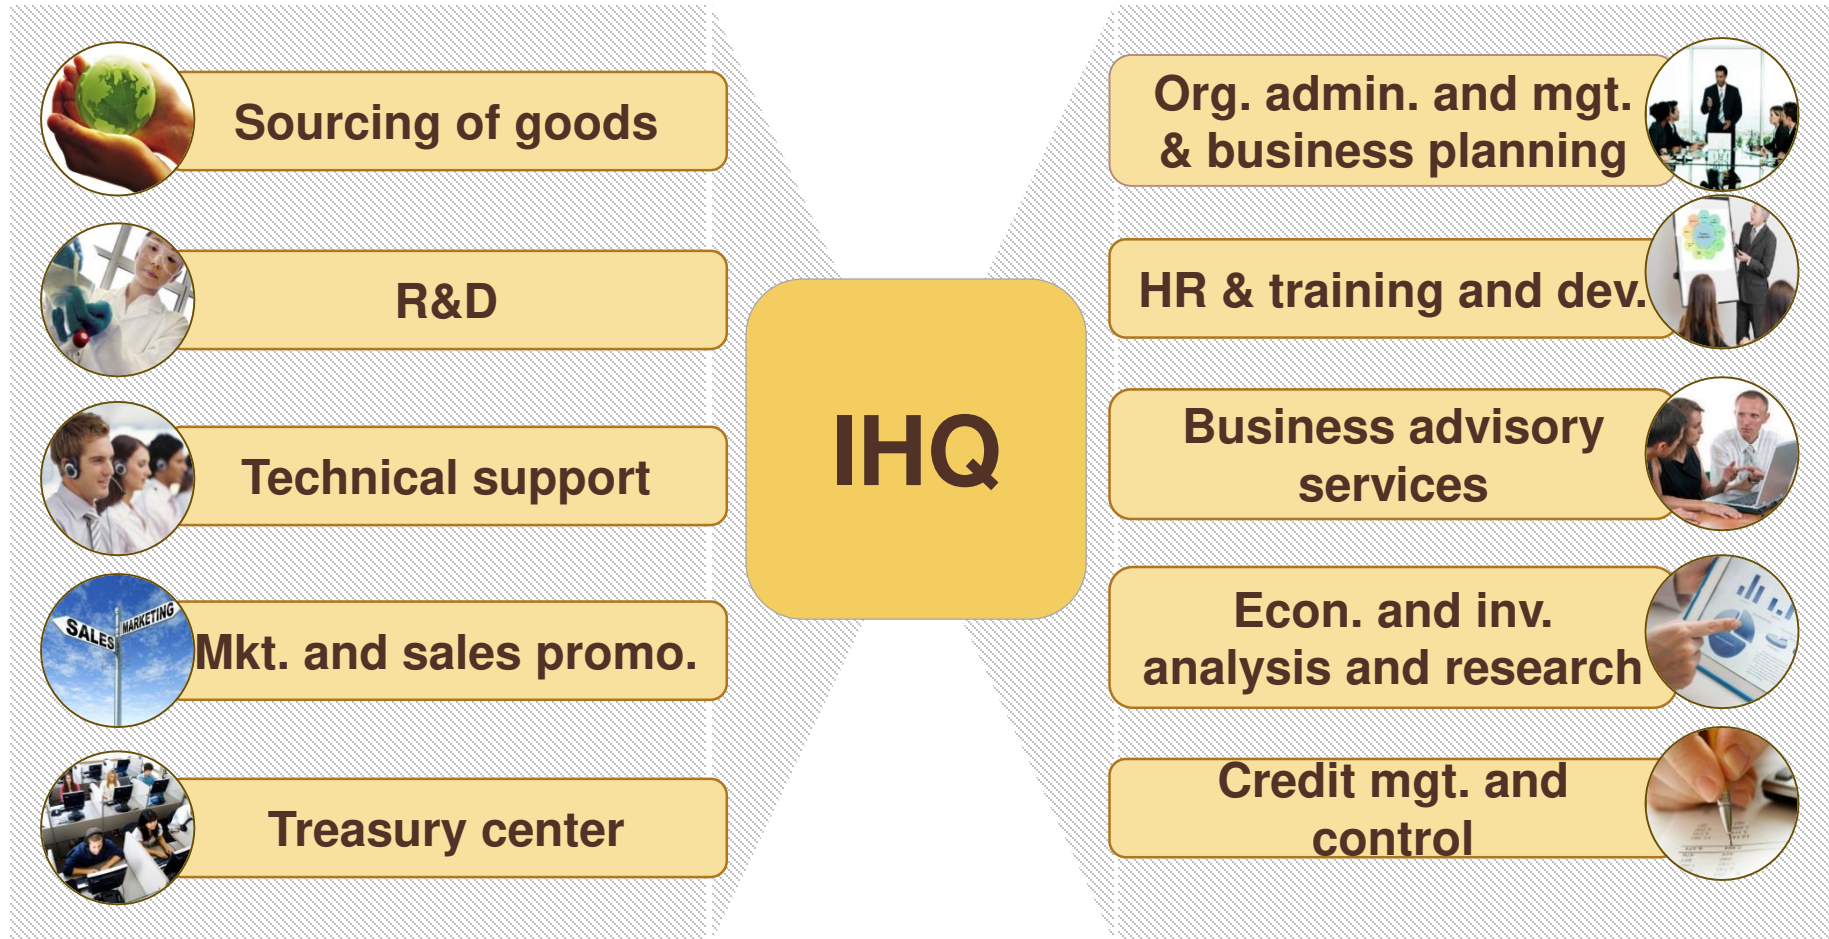 Sourcing of goods
R&D
Technical support
SALES
MARKETING
Mkt. and sales promo.
Treasury center
IHQ
Org. admin. and mgt.
& business planning
HR & training and dev.
Business advisory
services
Econ. and inv.
analysis and research
Credit mgt. and
control